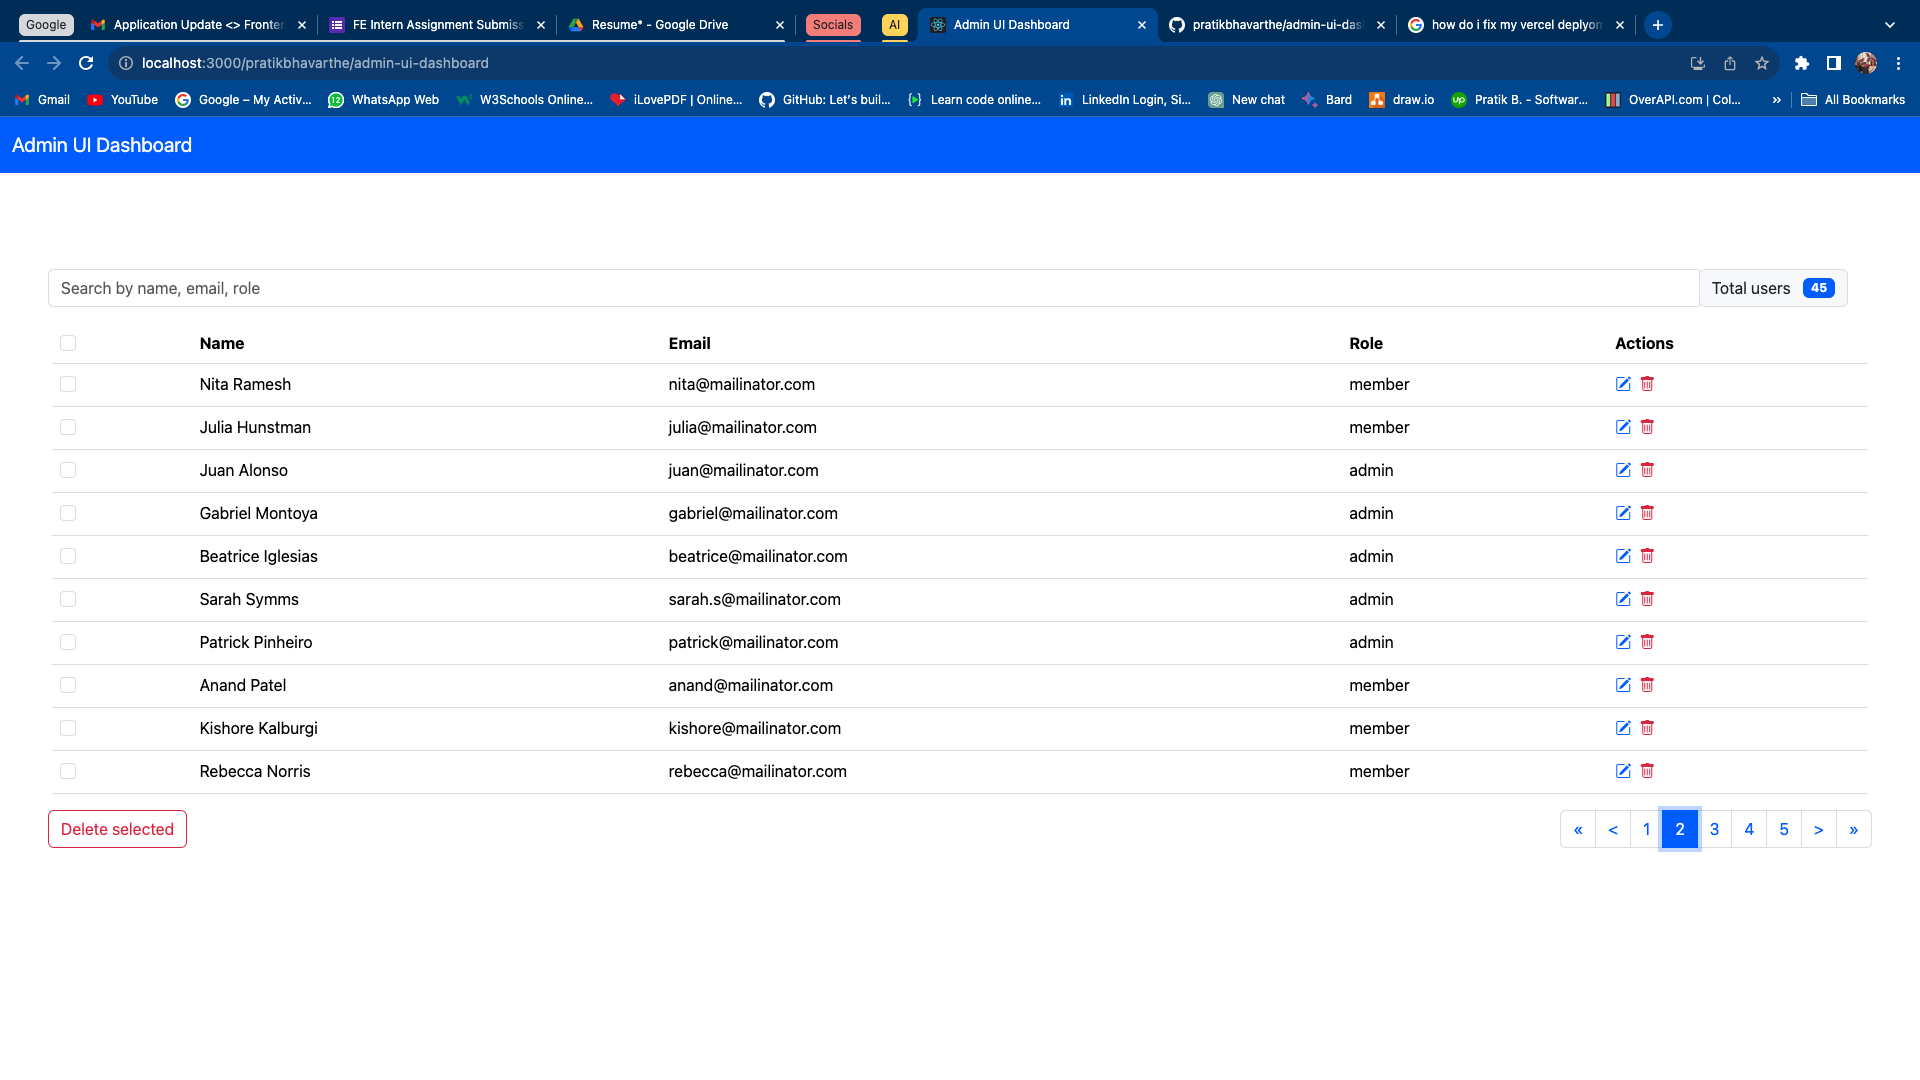 Google Application Update <> Fronten FE Intern Assignment Submiss Resume* - Google Drive Socials AI Admin UI Dashboard pratikbhavarthe/admin-ui-das how do i fix my vercel deplyom
localhost:3000/pratikbhavarthe/admin-ui-dashboard
Gmail YouTube Google – My Activ... 12 WhatsApp Web W3Schools Online... iLovePDF | Online... GitHub: Let's buil... Learn code online... in LinkedIn Login, Si... New chat Bard draw.io up Pratik B. - Softwar... OverAPI.com | Col... » All Bookmarks
Admin UI Dashboard
Search by name, email, role Total users 45
Name Email Role Actions
Nita Ramesh nita@mailinator.com member
Julia Hunstman julia@mailinator.com member
Juan Alonso juan@mailinator.com admin
Gabriel Montoya gabriel@mailinator.com admin
Beatrice Iglesias beatrice@mailinator.com admin
Sarah Symms sarah.s@mailinator.com admin
Patrick Pinheiro patrick@mailinator.com admin
Anand Patel anand@mailinator.com member
Kishore Kalburgi kishore@mailinator.com member
Rebecca Norris rebecca@mailinator.com member
Delete selected « < 1 2 3 4 5 > »